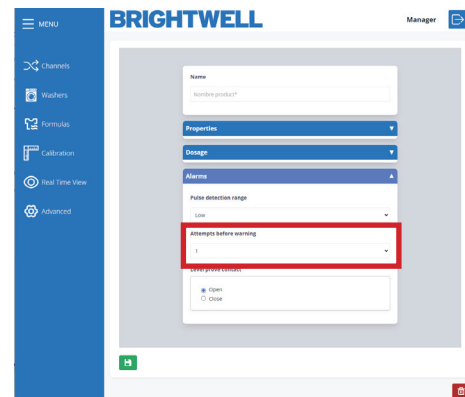 MENU
BRIGHTWELL
Manager
Channels
Washers
Formulas
Calibration
Real Time View
Advanced
Name
Nombre product*
Properties
Dosage
Alarms
Pulse detection range
Low
Attempts before warning
1
Level prove contact
Open
Close